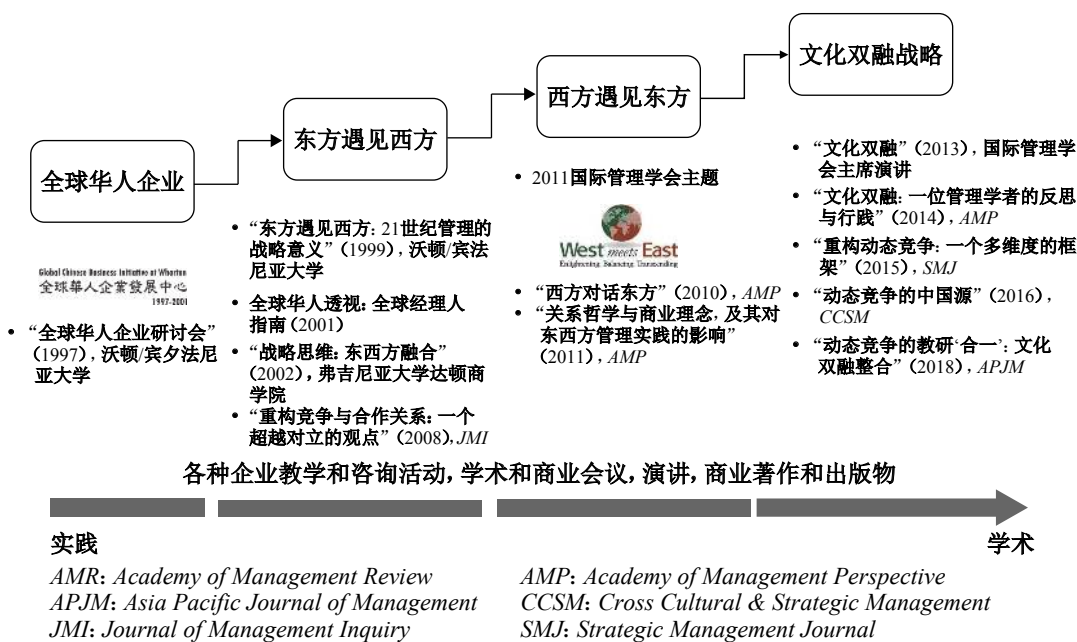 全球华人企业
Global Chinese Business Initiative at Wharton
全球華人企業發展中心
1997-2001
• “全球华人企业研讨会”
(1997)，沃顿/宾夕法尼
亚大学
东方遇见西方
• “东方遇见西方：21世纪管理的
战略意义”（1999），沃顿/宾法
尼亚大学
• 全球华人透视：全球经理人
指南（2001）
• “战略思维：东西方融合”
（2002），弗吉尼亚大学达顿商
学院
• “重构竞争与合作关系：一个
超越对立的观点”（2008），JMI
西方遇见东方
• 2011国际管理学会主题
West meets East
Enlightening. Balancing. Transcending
• “西方对话东方”（2010），AMP
• “关系哲学与商业理念，及其对
东西方管理实践的影响”
（2011），AMP
文化双融战略
• “文化双融”（2013），国际管理学
会主席演讲
• “文化双融：一位管理学者的反思
与行践”（2014），AMP
• “重构动态竞争：一个多维度的框
架”（2015），SMJ
• “动态竞争的中国源”（2016），
CCSM
• “动态竞争的教研‘合一’：文化
双融整合”（2018），APJM
各种企业教学和咨询活动，学术和商业会议，演讲，商业著作和出版物
实践
学术
AMR：Academy of Management Review
APJM：Asia Pacific Journal of Management
JMI：Journal of Management Inquiry
AMP：Academy of Management Perspective
CCSM：Cross Cultural & Strategic Management
SMJ：Strategic Management Journal